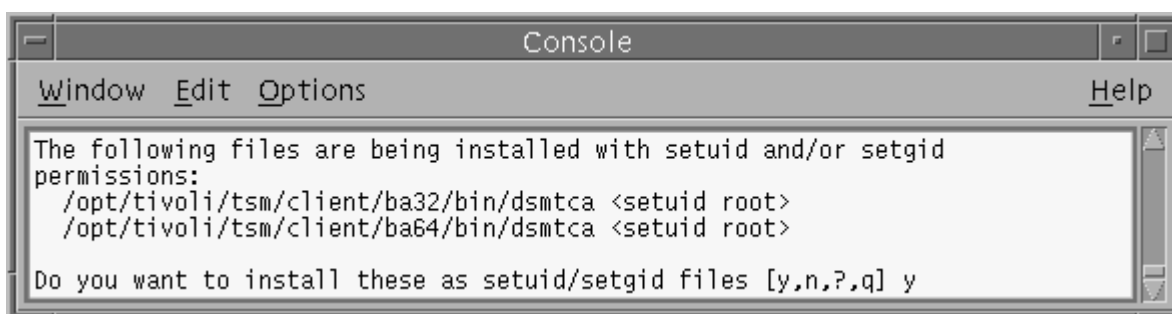 Console
Window Edit Options Help
The following files are being installed with setuid and/or setgid
permissions:
/opt/tivoli/tsm/client/ba32/bin/dsmtca <setuid root>
/opt/tivoli/tsm/client/ba64/bin/dsmtca <setuid root>
Do you want to install these as setuid/setgid files [y,n,?,q] y